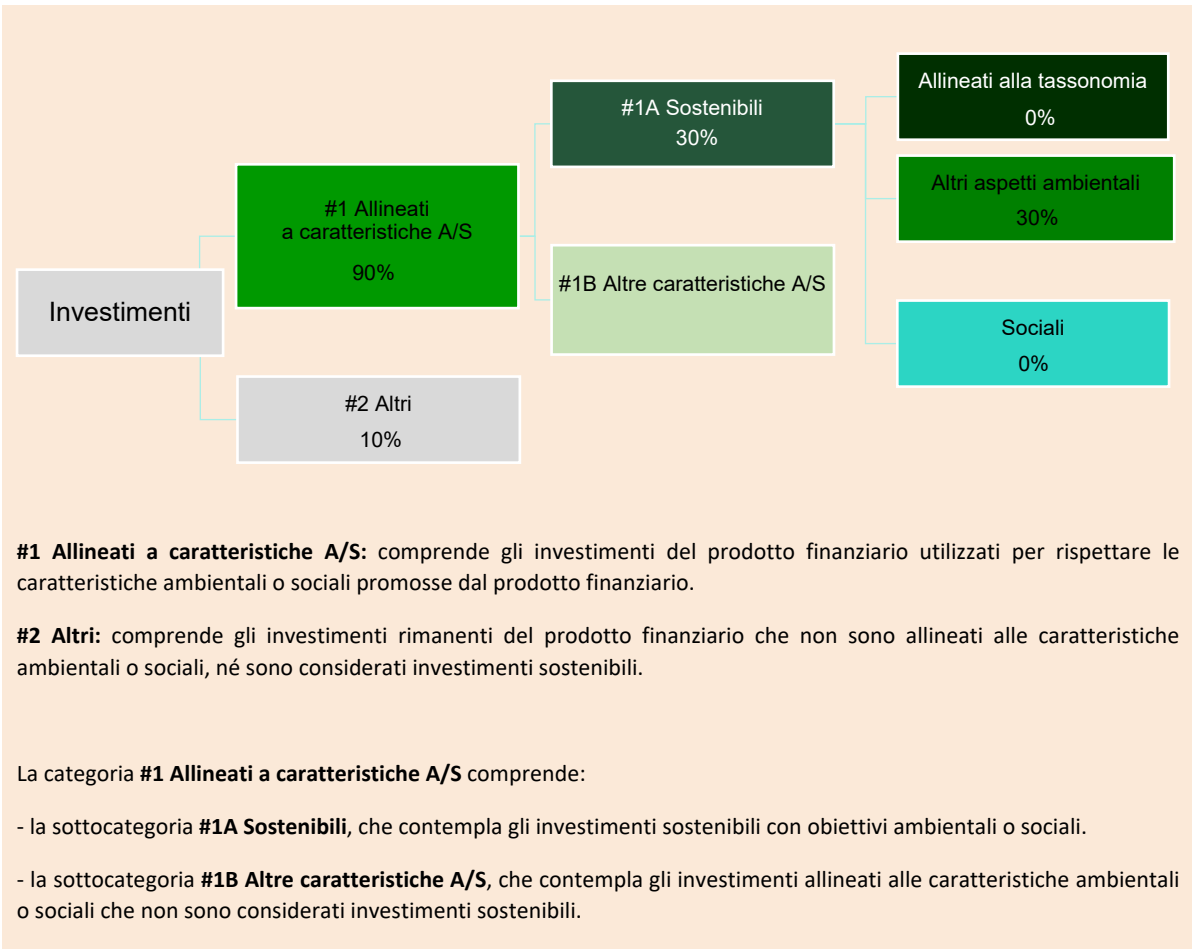 Allineati alla tassonomia
0%
#1A Sostenibili
30%
Altri aspetti ambientali
30%
#1 Allineati
a caratteristiche A/S
90%
#1B Altre caratteristiche A/S
Investimenti
Sociali
0%
#2 Altri
10%
#1 Allineati a caratteristiche A/S: comprende gli investimenti del prodotto finanziario utilizzati per rispettare le
caratteristiche ambientali o sociali promosse dal prodotto finanziario.
#2 Altri: comprende gli investimenti rimanenti del prodotto finanziario che non sono allineati alle caratteristiche
ambientali o sociali, né sono considerati investimenti sostenibili.
La categoria #1 Allineati a caratteristiche A/S comprende:
- la sottocategoria #1A Sostenibili, che contempla gli investimenti sostenibili con obiettivi ambientali o sociali.
- la sottocategoria #1B Altre caratteristiche A/S, che contempla gli investimenti allineati alle caratteristiche ambientali
o sociali che non sono considerati investimenti sostenibili.